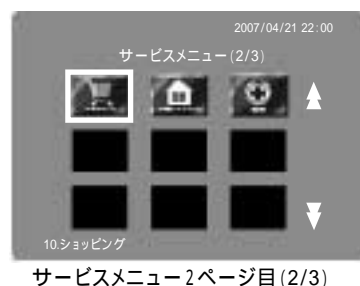 2007/04/21 22:00
サービスメニュー(2/3)
10.ショッピング
サービスメニュー2ページ目(2/3)